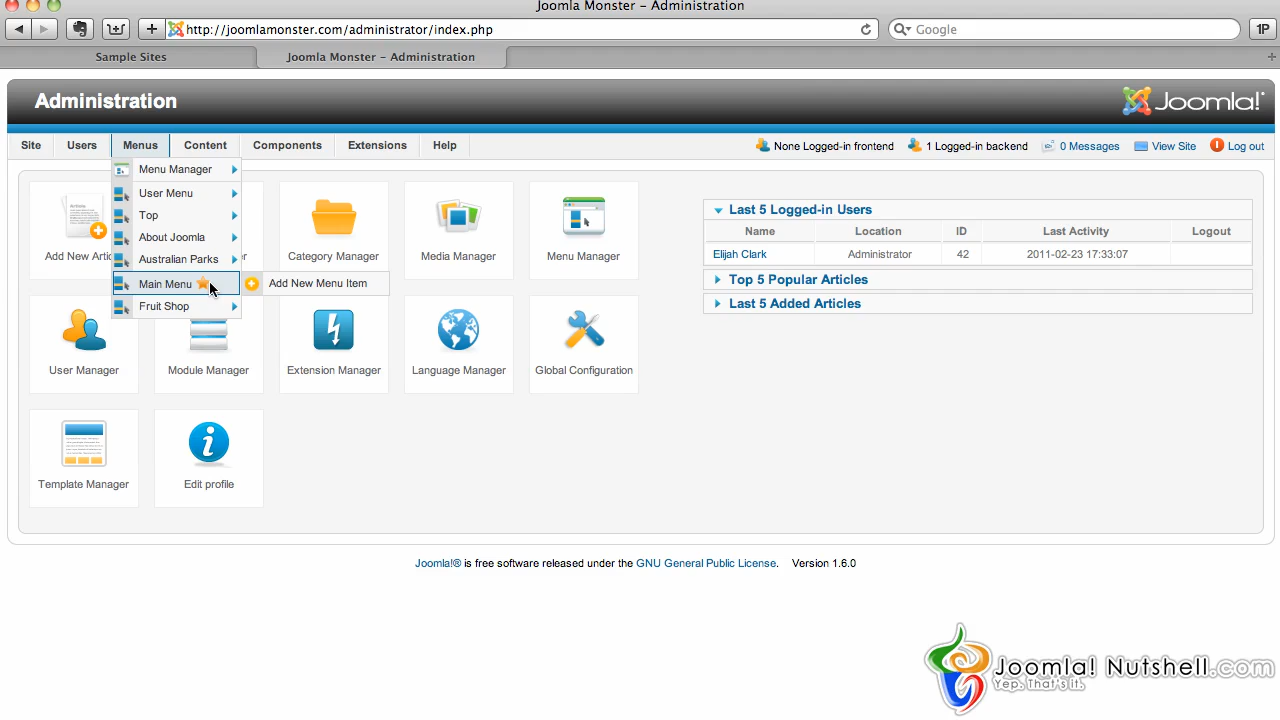 Joomla Monster - Administration
http://joomlamonster.com/administrator/index.php
Google
1P
Sample Sites
Joomla Monster - Administration
Administration
Joomla!
Site Users Menus Content Components Extensions Help
None Logged-in frontend 1 Logged-in backend 0 Messages View Site Log out
Menu Manager
User Menu
Top
About Joomla
Australian Parks
Main Menu
Add New Menu Item
Fruit Shop
Category Manager
Media Manager
Menu Manager
User Manager
Module Manager
Extension Manager
Language Manager
Global Configuration
Template Manager
Edit profile
Last 5 Logged-in Users
Name Location ID Last Activity Logout
Elijah Clark Administrator 42 2011-02-23 17:33:07
Top 5 Popular Articles
Last 5 Added Articles
Joomla!® is free software released under the GNU General Public License. Version 1.6.0
Joomla! Nutshell.com
Yep. That's it.